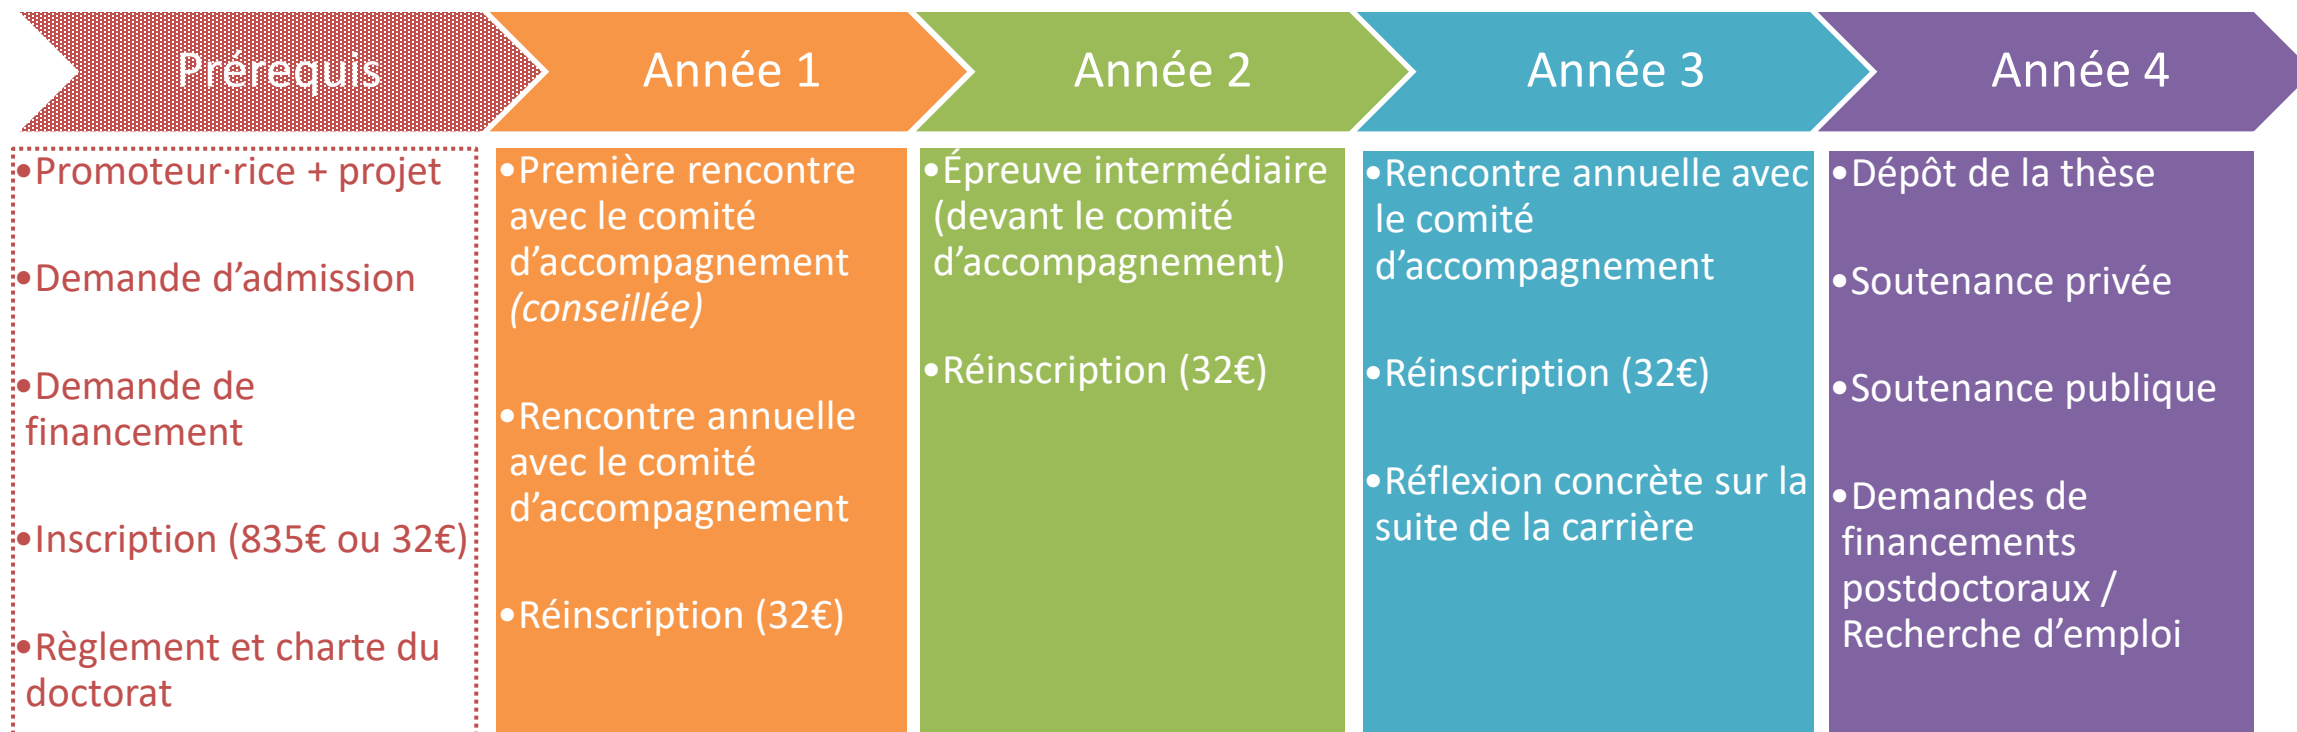 Prérequis
Année 1
Année 2
Année 3
Année 4
•Promoteur·rice + projet
•Demande d’admission
•Demande de
financement
•Inscription (835€ ou 32€)
•Règlement et charte du
doctorat
•Première rencontre
avec le comité
d’accompagnement
(conseillée)
•Rencontre annuelle
avec le comité
d’accompagnement
•Réinscription (32€)
•Épreuve intermédiaire
(devant le comité
d’accompagnement)
•Réinscription (32€)
•Rencontre annuelle avec
le comité
d’accompagnement
•Réinscription (32€)
•Réflexion concrète sur la
suite de la carrière
•Dépôt de la thèse
•Soutenance privée
•Soutenance publique
•Demandes de
financements
postdoctoraux /
Recherche d’emploi